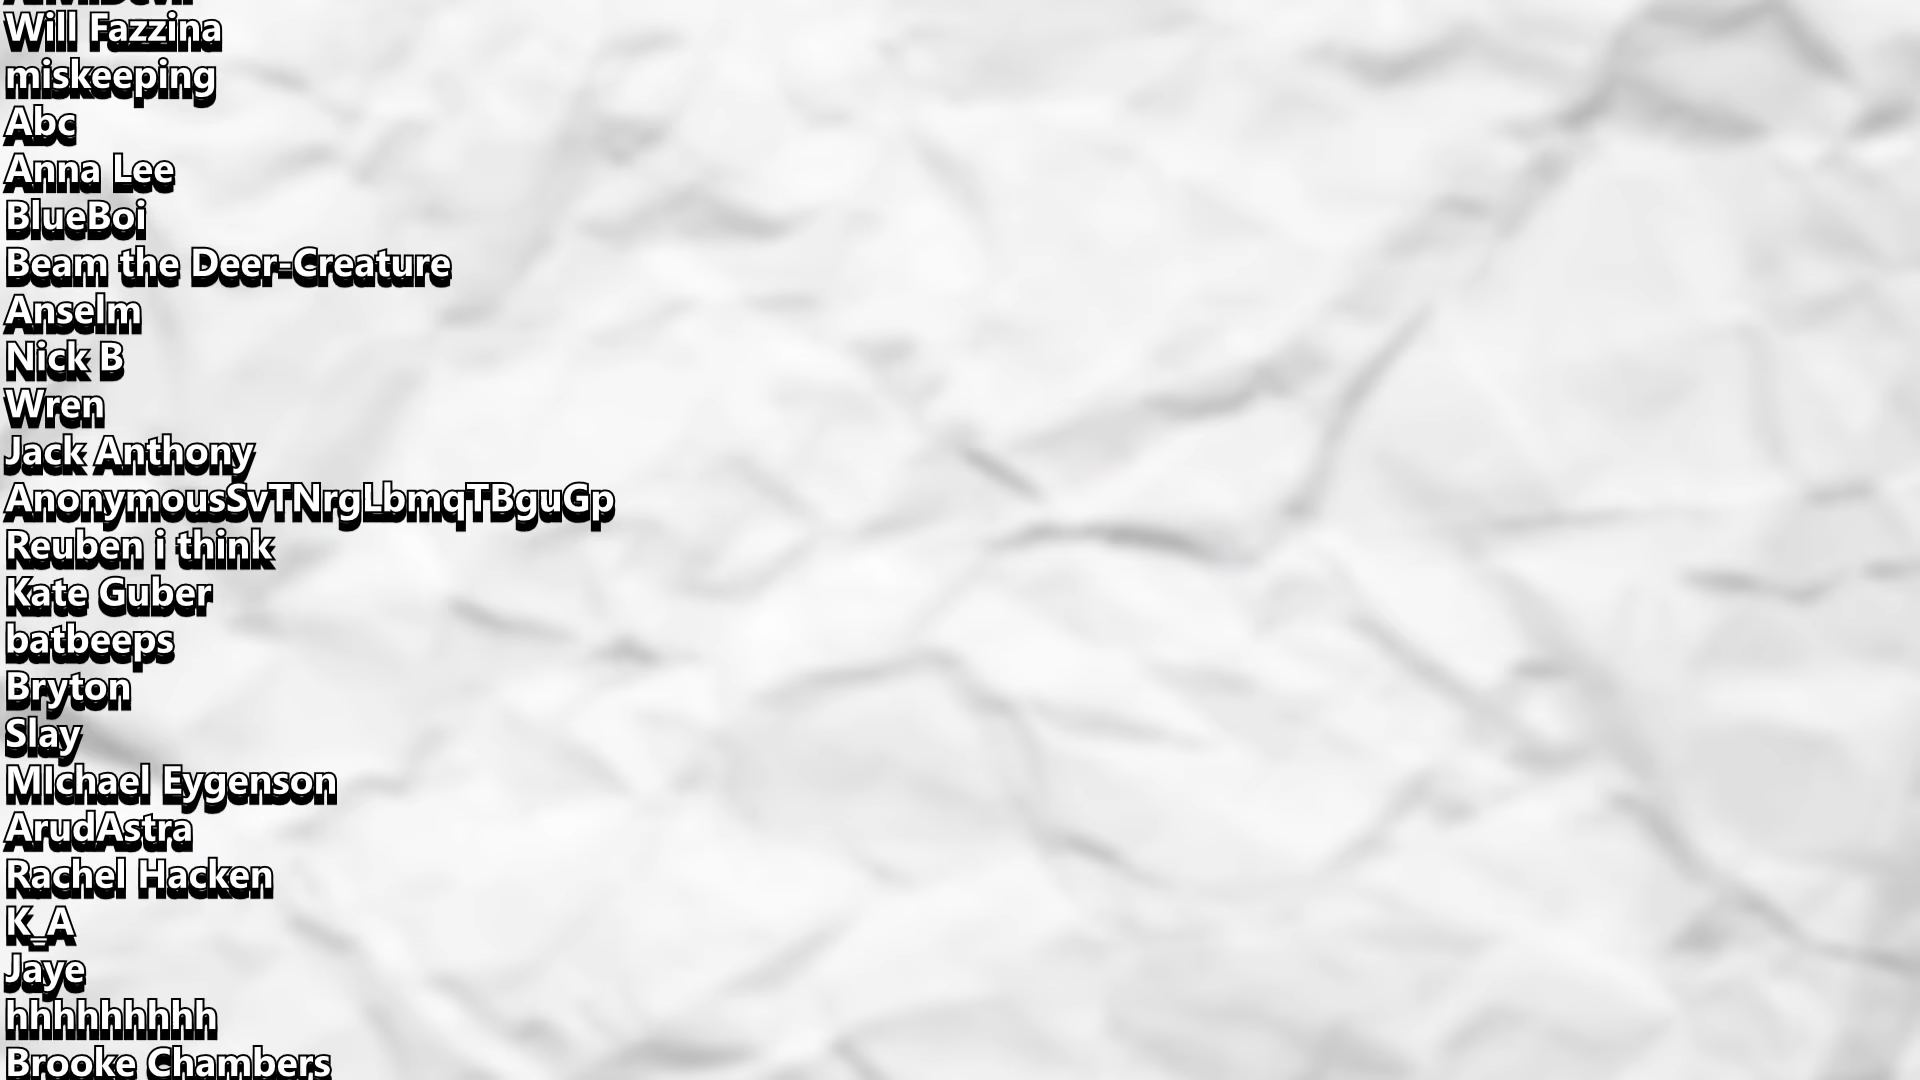 Will Fazzina
miskeeping
Abc
Anna Lee
BlueBoi
Beam the Deer-Creature
Anselm
Nick B
Wren
Jack Anthony
AnonymousSvTNrgLbmqTBguGp
Reuben i think
Kate Guber
batbeeps
Bryton
Slay
MIchael Eygenson
ArudAstra
Rachel Hacken
K_A
Jaye
hhhhhhhhh
Brooke Chambers